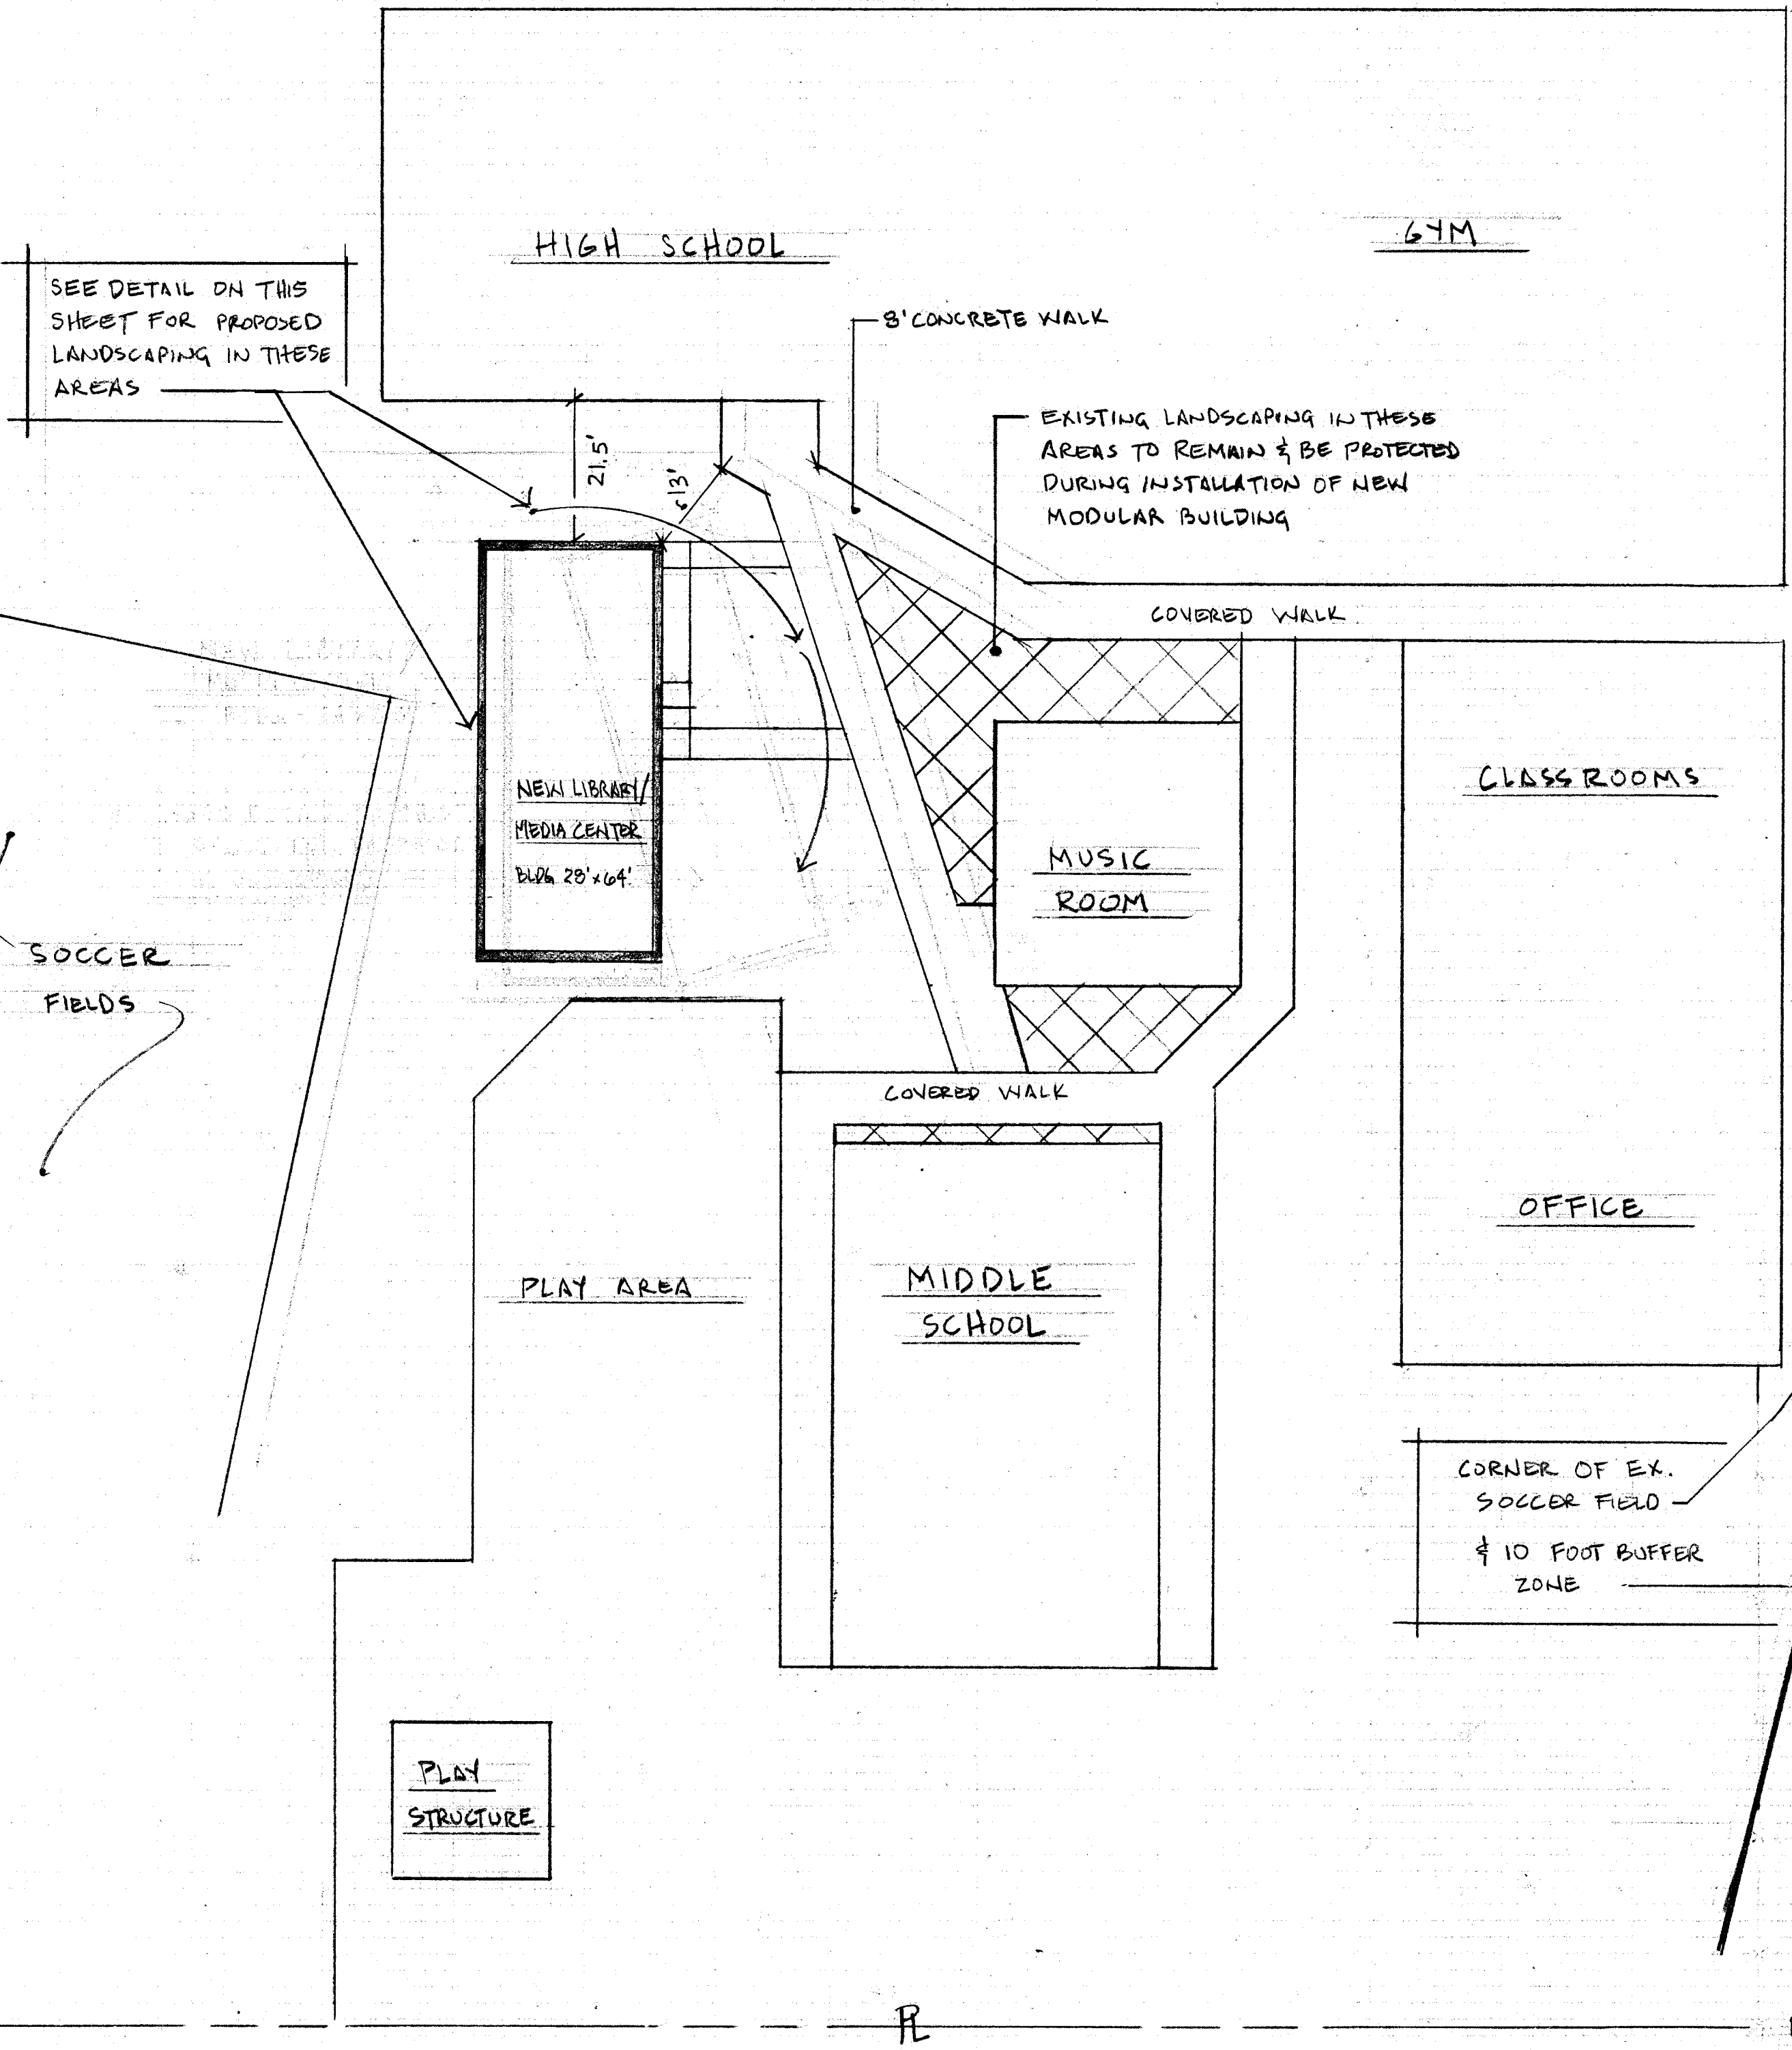 HIGH SCHOOL
GYM
SEE DETAIL ON THIS
SHEET FOR PROPOSED
LANDSCAPING IN THESE
AREAS
8' CONCRETE WALK
EXISTING LANDSCAPING IN THESE
AREAS TO REMAIN & BE PROTECTED
DURING INSTALLATION OF NEW
MODULAR BUILDING
21.5'
COVERED WALK
NEW LIBRARY/
MEDIA CENTER
BLDG 28' x 64'
CLASSROOMS
MUSIC
ROOM
SOCCER
FIELDS
COVERED WALK
OFFICE
PLAY AREA
MIDDLE
SCHOOL
CORNER OF EX.
SOCCER FIELD
& 10 FOOT BUFFER
ZONE
PLAY
STRUCTURE
PL